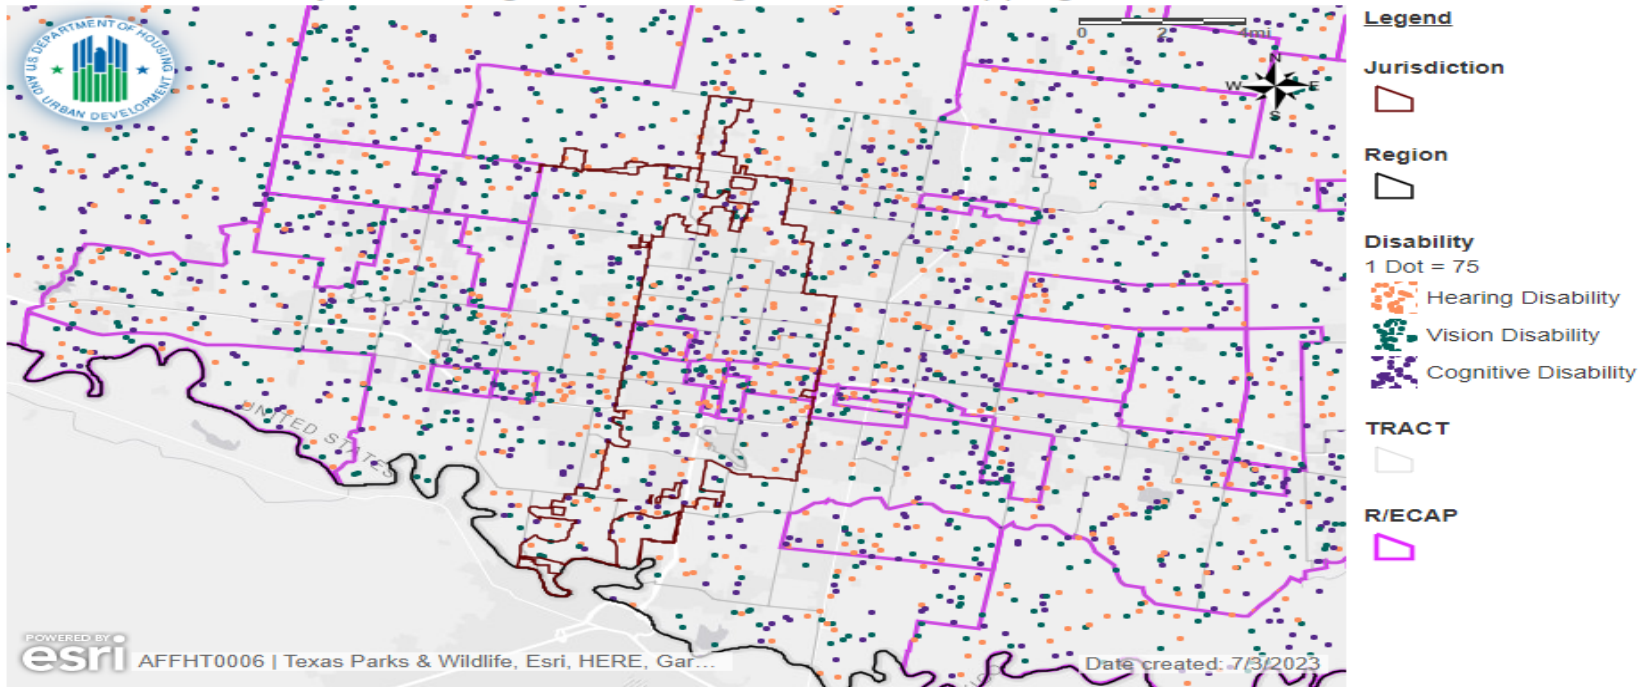 U.S. DEPARTMENT OF HOUSING
AND URBAN DEVELOPMENT
0 2 4mi
N
W E
S
UNITED STATES
POWERED BY
esri
AFFHT0006 | Texas Parks & Wildlife, Esri, HERE, Gar...
Date created: 7/3/2023
Legend
Jurisdiction
Region
Disability
1 Dot = 75
Hearing Disability
Vision Disability
Cognitive Disability
TRACT
R/ECAP